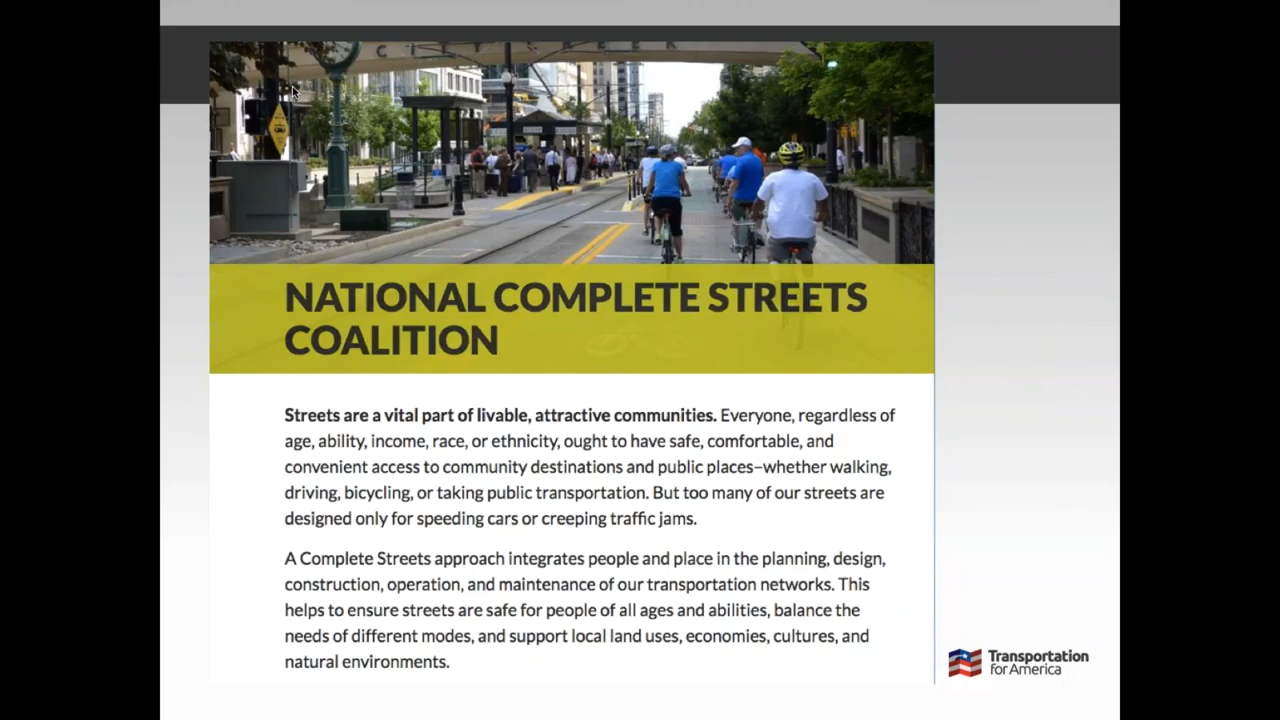 NATIONAL COMPLETE STREETS
COALITION
Streets are a vital part of livable, attractive communities. Everyone, regardless of
age, ability, income, race, or ethnicity, ought to have safe, comfortable, and
convenient access to community destinations and public places–whether walking,
driving, bicycling, or taking public transportation. But too many of our streets are
designed only for speeding cars or creeping traffic jams.
A Complete Streets approach integrates people and place in the planning, design,
construction, operation, and maintenance of our transportation networks. This
helps to ensure streets are safe for people of all ages and abilities, balance the
needs of different modes, and support local land uses, economies, cultures, and
natural environments.
Transportation
for America